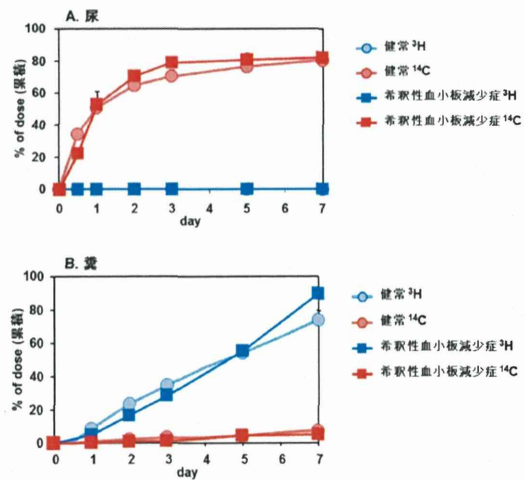 A. 尿
100
80
60
40
20
0
% of dose (累積)
0 1 2 3 4 5 6 7
day
健常 ³H
健常 ¹⁴C
希釈性血小板減少症 ³H
希釈性血小板減少症 ¹⁴C
B. 糞
100
80
60
40
20
0
% of dose (累積)
0 1 2 3 4 5 6 7
day
健常 ³H
健常 ¹⁴C
希釈性血小板減少症 ³H
希釈性血小板減少症 ¹⁴C